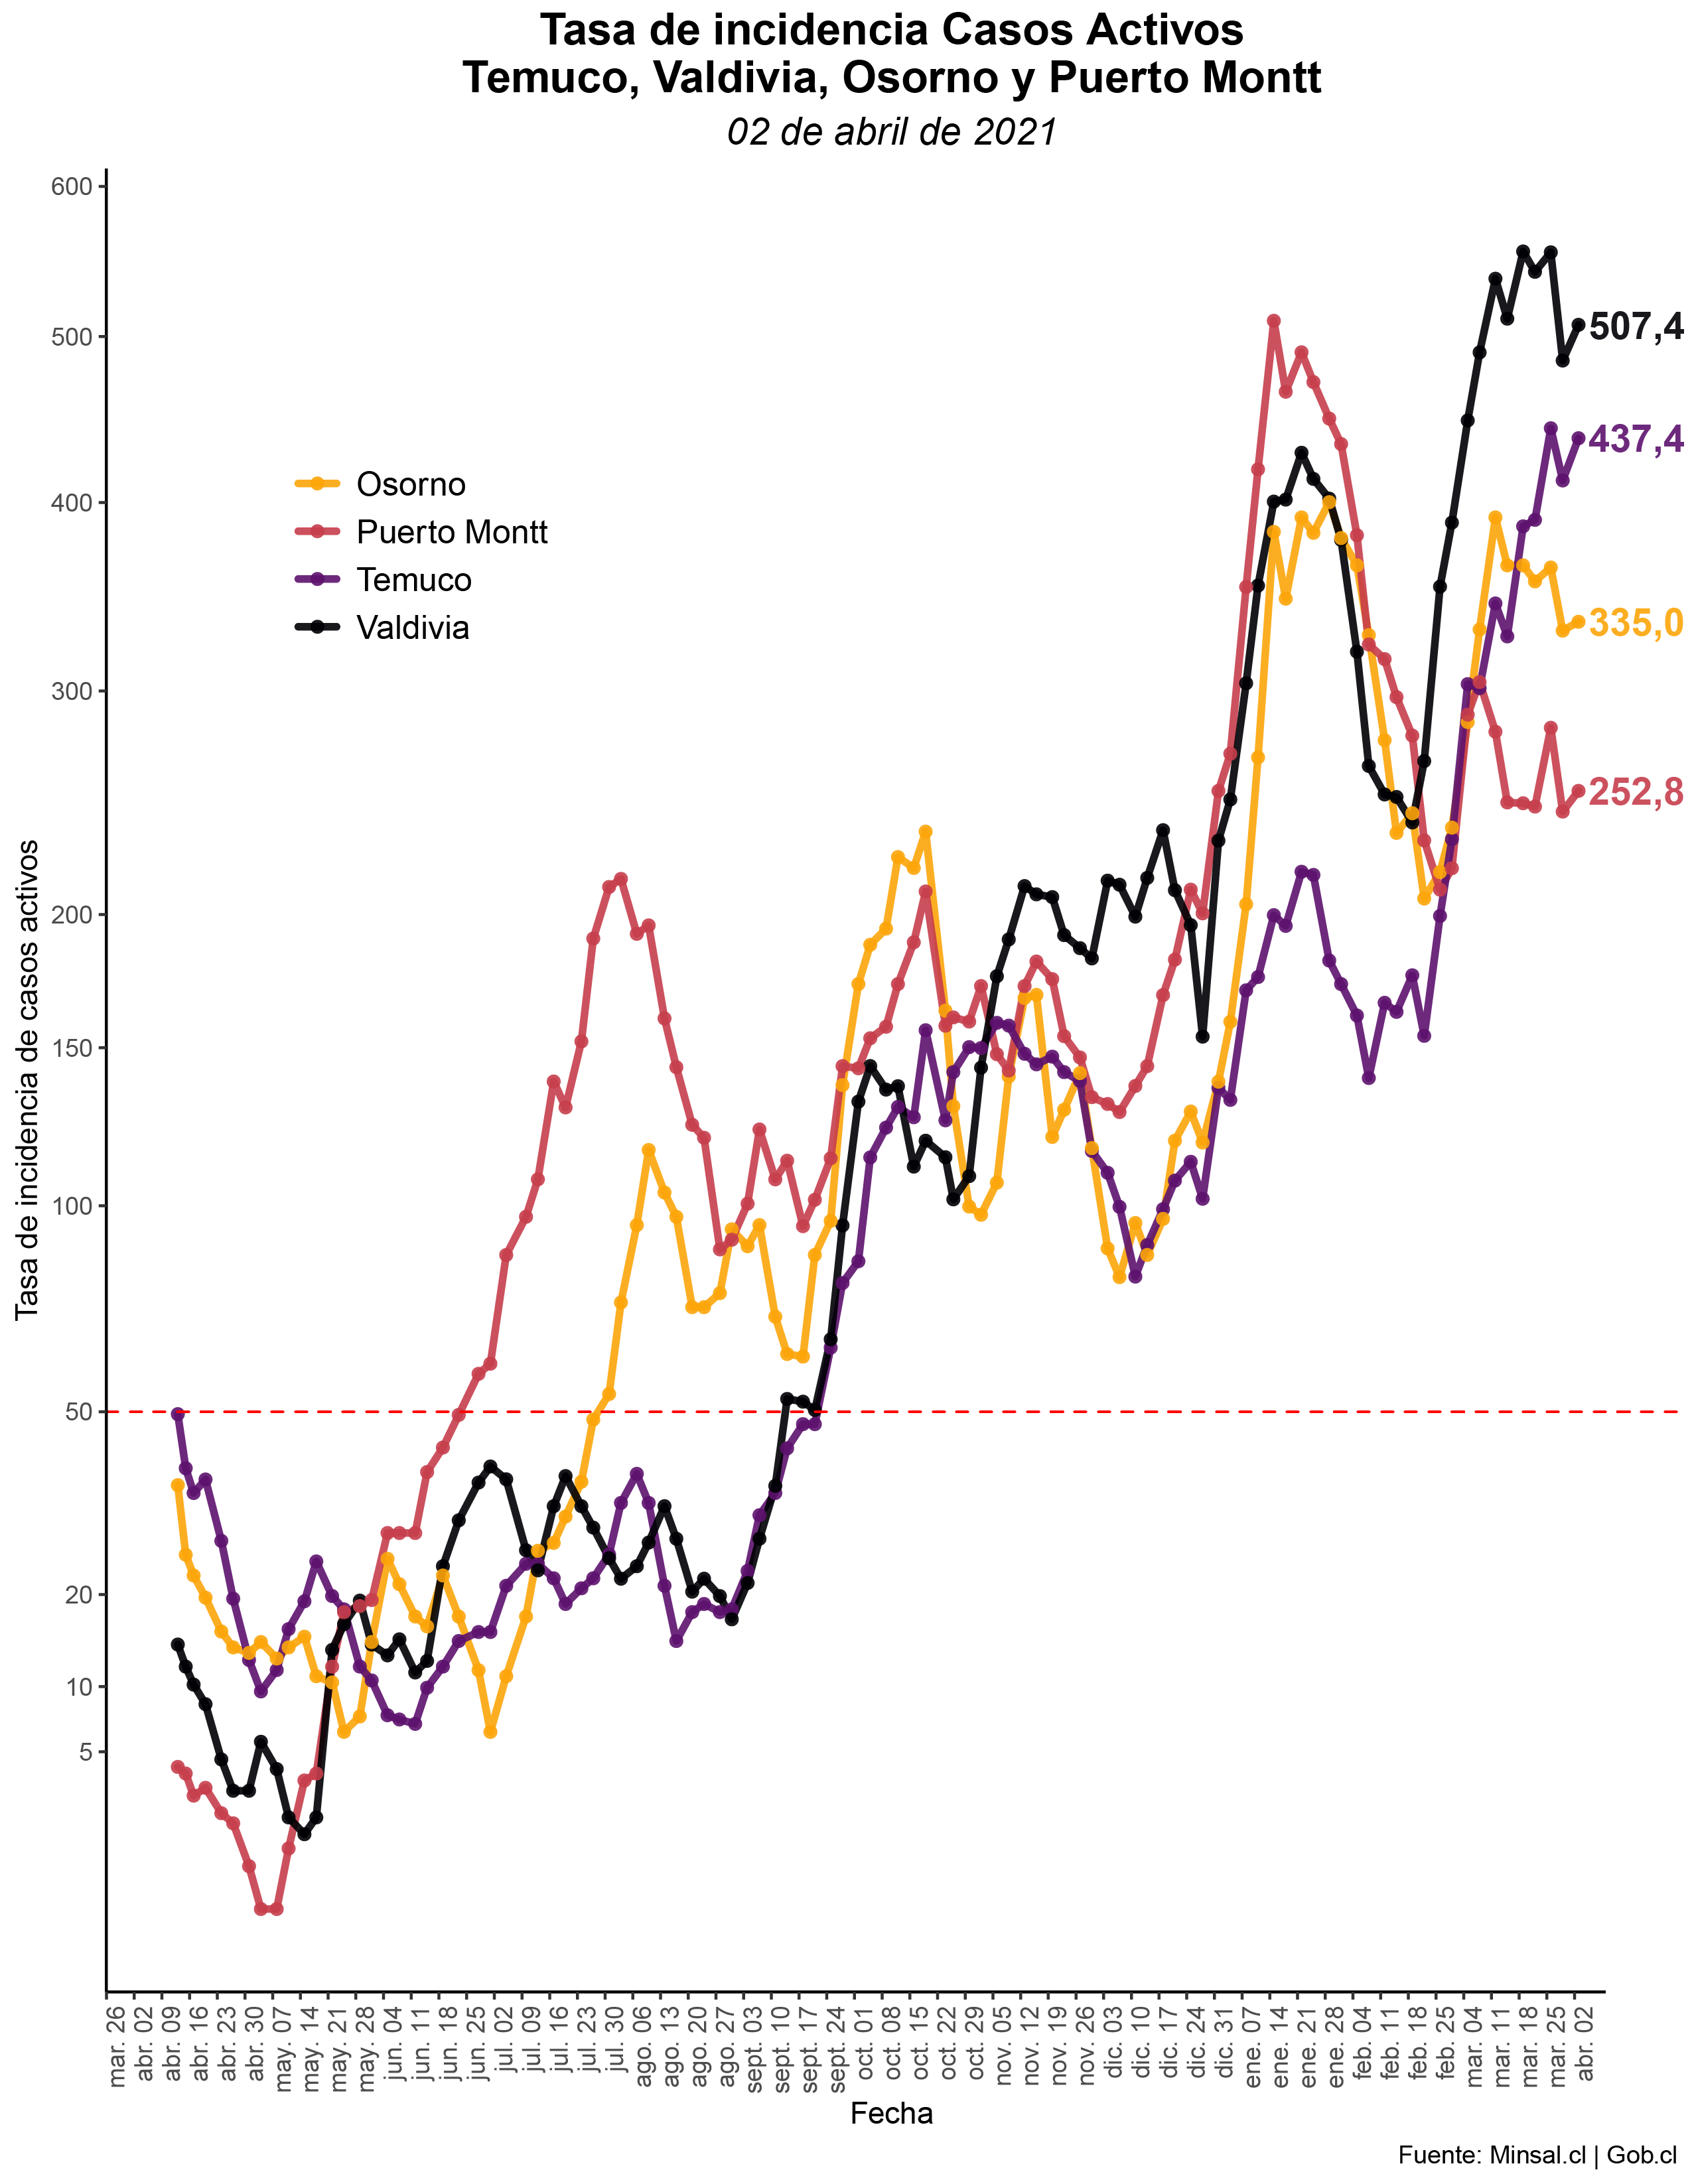 Tasa de incidencia Casos Activos
Temuco, Valdivia, Osorno y Puerto Montt
02 de abril de 2021
Tasa de incidencia de casos activos
600
500
400
300
200
150
100
50
20
10
5
Osorno
Puerto Montt
Temuco
Valdivia
507,4
437,4
335,0
252,8
mar. 26
abr. 02
abr. 09
abr. 16
abr. 23
abr. 30
may. 07
may. 14
may. 21
may. 28
jun. 04
jun. 11
jun. 18
jun. 25
jul. 02
jul. 09
jul. 16
jul. 23
jul. 30
ago. 06
ago. 13
ago. 20
ago. 27
sept. 03
sept. 10
sept. 17
sept. 24
oct. 01
oct. 08
oct. 15
oct. 22
oct. 29
nov. 05
nov. 12
nov. 19
nov. 26
dic. 03
dic. 10
dic. 17
dic. 24
dic. 31
ene. 07
ene. 14
ene. 21
ene. 28
feb. 04
feb. 11
feb. 18
feb. 25
mar. 04
mar. 11
mar. 18
mar. 25
abr. 02
Fecha
Fuente: Minsal.cl | Gob.cl